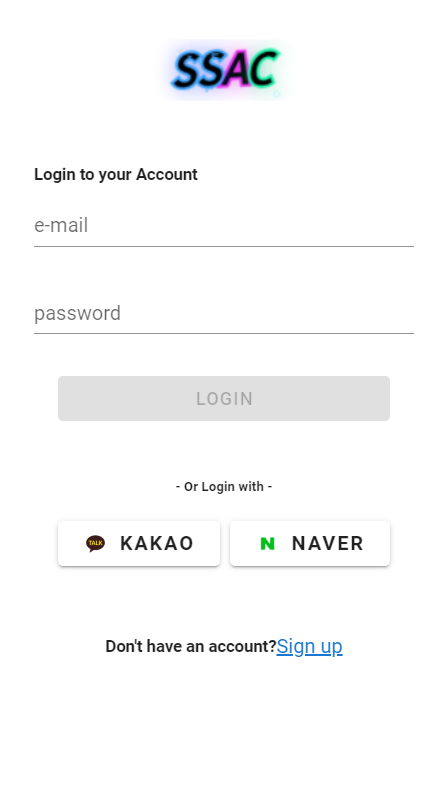 SSAC
Login to your Account
e-mail
password
LOGIN
- Or Login with -
TALK KAKAO
N NAVER
Don't have an account?Sign up